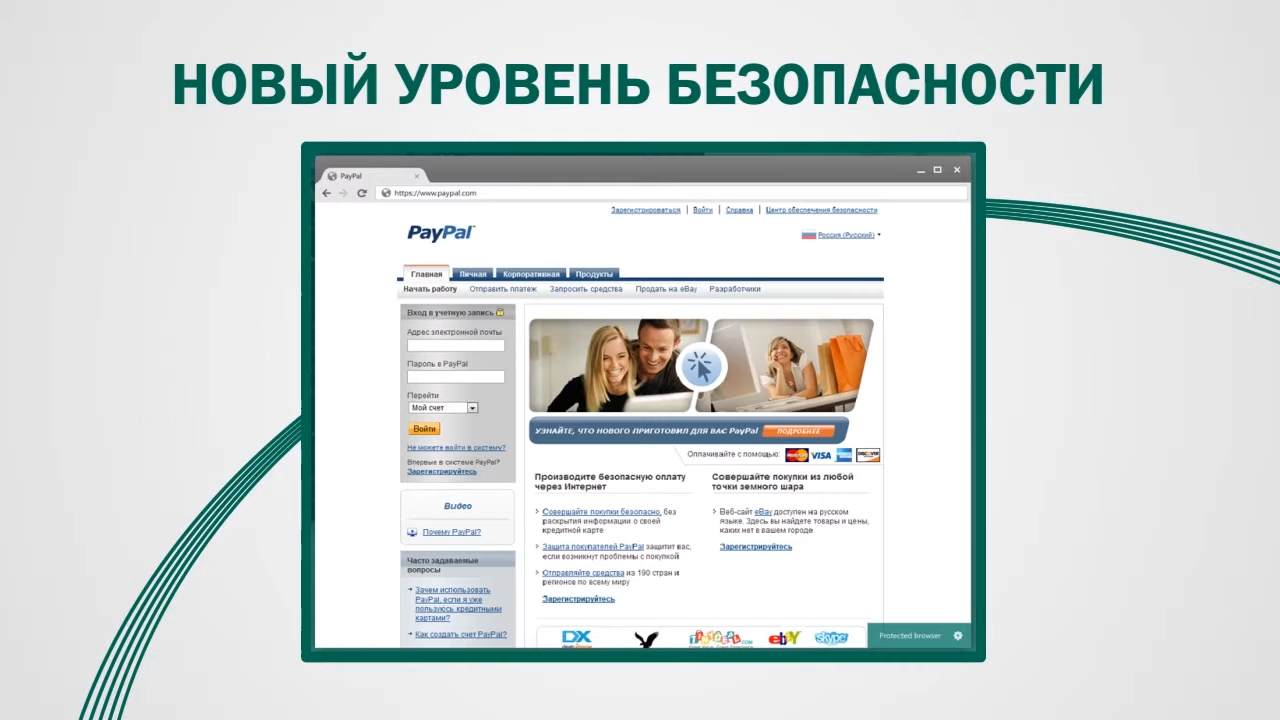 НОВЫЙ УРОВЕНЬ БЕЗОПАСНОСТИ
PayPal
https://www.paypal.com
Зарегистрироваться | Войти | Справка | Центр обеспечения безопасности
PayPal
Россия (Русский)
Главная Личная Корпоративная Продукты
Начать работу Отправить платеж Запросить средства Продать на eBay Разработчики
Вход в учетную запись
Адрес электронной почты
Пароль в PayPal
Перейти
Мой счет
Войти
Не можете войти в систему?
Впервые в системе PayPal?
Зарегистрируйтесь
Видео
Почему PayPal?
Часто задаваемые
вопросы
Зачем использовать
PayPal, если я уже
пользуюсь кредитными
картами?
Как создать счет PayPal?
УЗНАЙТЕ, ЧТО НОВОГО ПРИГОТОВИЛ ДЛЯ ВАС PayPal ПОДРОБНЕЕ
Оплачивайте с помощью: MasterCard VISA DISCOVER
Производите безопасную оплату
через Интернет
Совершайте покупки безопасно, без
раскрытия информации о своей
кредитной карте
Защита покупателей PayPal защитит вас,
если возникнут проблемы с покупкой
Отправляйте средства из 190 стран и
регионов по всему миру
Зарегистрируйтесь
Совершайте покупки из любой
точки земного шара
Веб-сайт eBay доступен на русском
языке. Здесь вы найдете товары и цены,
каких нет в вашем городе
Зарегистрируйтесь
DX ebY skype
Protected browser